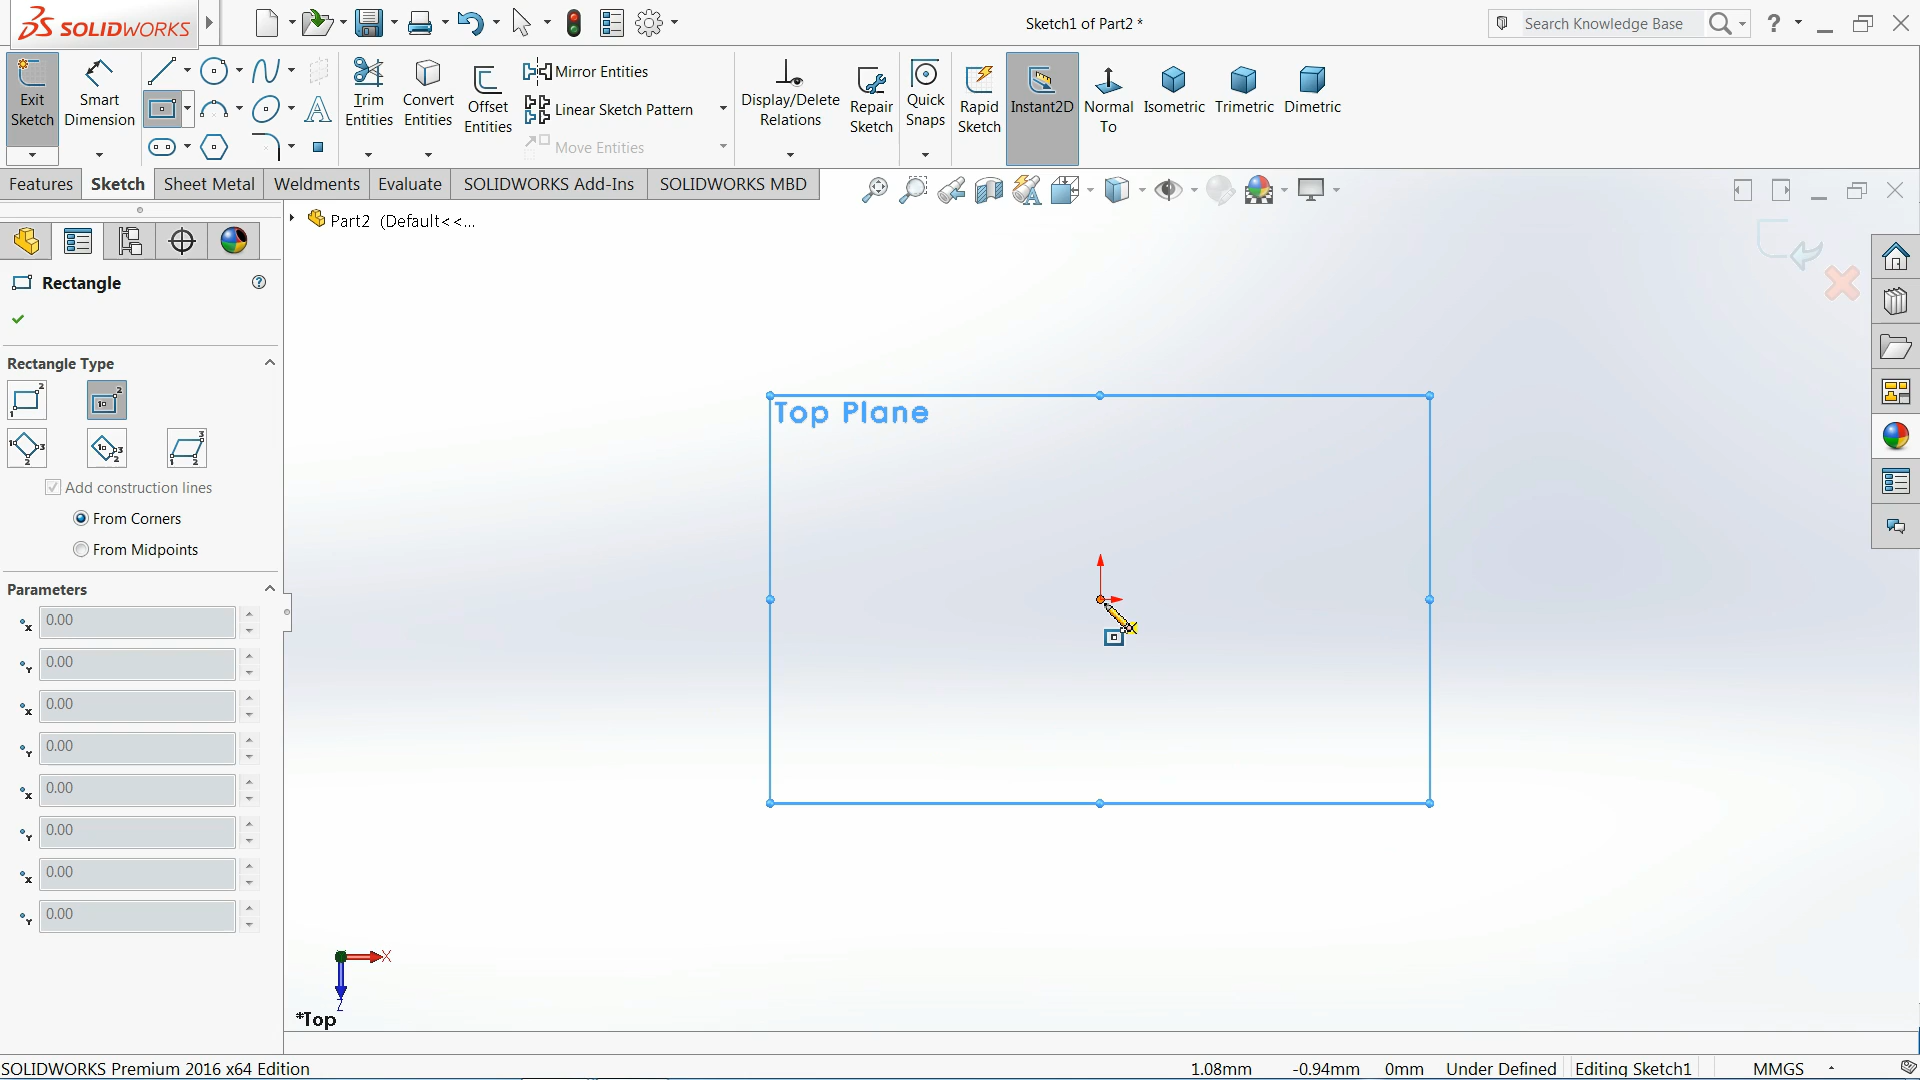 SOLIDWORKS
Sketch1 of Part2 *
Search Knowledge Base
?
Exit Sketch
Smart Dimension
Trim Entities
Convert Entities
Offset Entities
Mirror Entities
Linear Sketch Pattern
Move Entities
Display/Delete Relations
Repair Sketch
Quick Snaps
Rapid Sketch
Instant2D
Normal To
Isometric
Trimetric
Dimetric
Features
Sketch
Sheet Metal
Weldments
Evaluate
SOLIDWORKS Add-Ins
SOLIDWORKS MBD
Part2 (Default<<...
Rectangle
?
Rectangle Type
Add construction lines
From Corners
From Midpoints
Parameters
x 0.00
Y 0.00
x 0.00
Y 0.00
x 0.00
Y 0.00
x 0.00
Y 0.00
Top Plane
X
Z
*Top
SOLIDWORKS Premium 2016 x64 Edition
1.08mm
-0.94mm
0mm
Under Defined
Editing Sketch1
MMGS